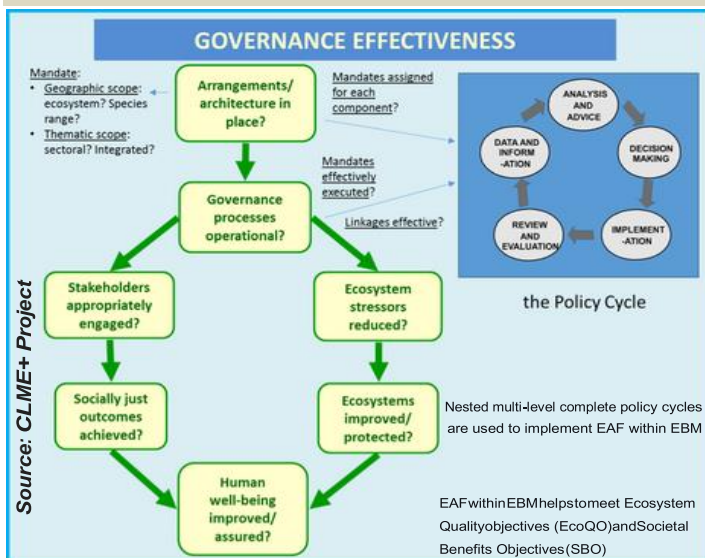 GOVERNANCE EFFECTIVENESS
Mandate:
• Geographic scope:
ecosystem? Species
range?
• Thematic scope:
sectoral? Integrated?
Arrangements/
architecture in
place?
Mandates assigned
for each
component?
Mandates
effectively
executed?
Linkages effective?
Governance
processes
operational?
Stakeholders
appropriately
engaged?
Ecosystem
stressors
reduced?
Socially just
outcomes
achieved?
Ecosystems
improved/
protected?
Human
well-being
improved/
assured?
ANALYSIS
AND
ADVICE
DATA AND
INFORM
-ATION
DECISION
MAKING
REVIEW
AND
EVALUATION
IMPLEMENT
-ATION
the Policy Cycle
Nested multi-level complete policy cycles
are used to implement EAF within EBM
EAFwithinEBMhelpstomeet Ecosystem
Qualityobjectives (EcoQO)andSocietal
Benefits Objectives(SBO)
Source: CLME+ Project